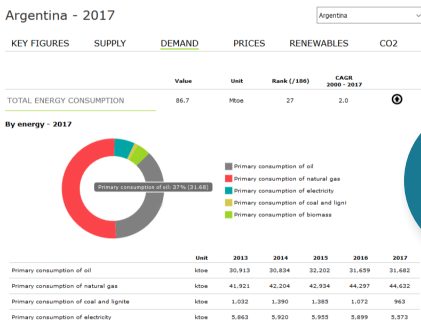 Argentina - 2017
Argentina
KEY FIGURES SUPPLY DEMAND PRICES RENEWABLES CO2
Value Unit Rank (/186) CAGR 2000 - 2017
TOTAL ENERGY CONSUMPTION 86.7 Mtoe 27 2.0
By energy - 2017
Primary consumption of oil: 37% (31.68)
Primary consumption of oil
Primary consumption of natural gas
Primary consumption of electricity
Primary consumption of coal and ligni
Primary consumption of biomass
Unit 2013 2014 2015 2016 2017
Primary consumption of oil ktoe 30,913 30,834 32,202 31,659 31,682
Primary consumption of natural gas ktoe 41,921 42,204 42,934 44,297 44,632
Primary consumption of coal and lignite ktoe 1,032 1,390 1,385 1,072 963
Primary consumption of electricity ktoe 5,863 5,920 5,955 5,899 5,573